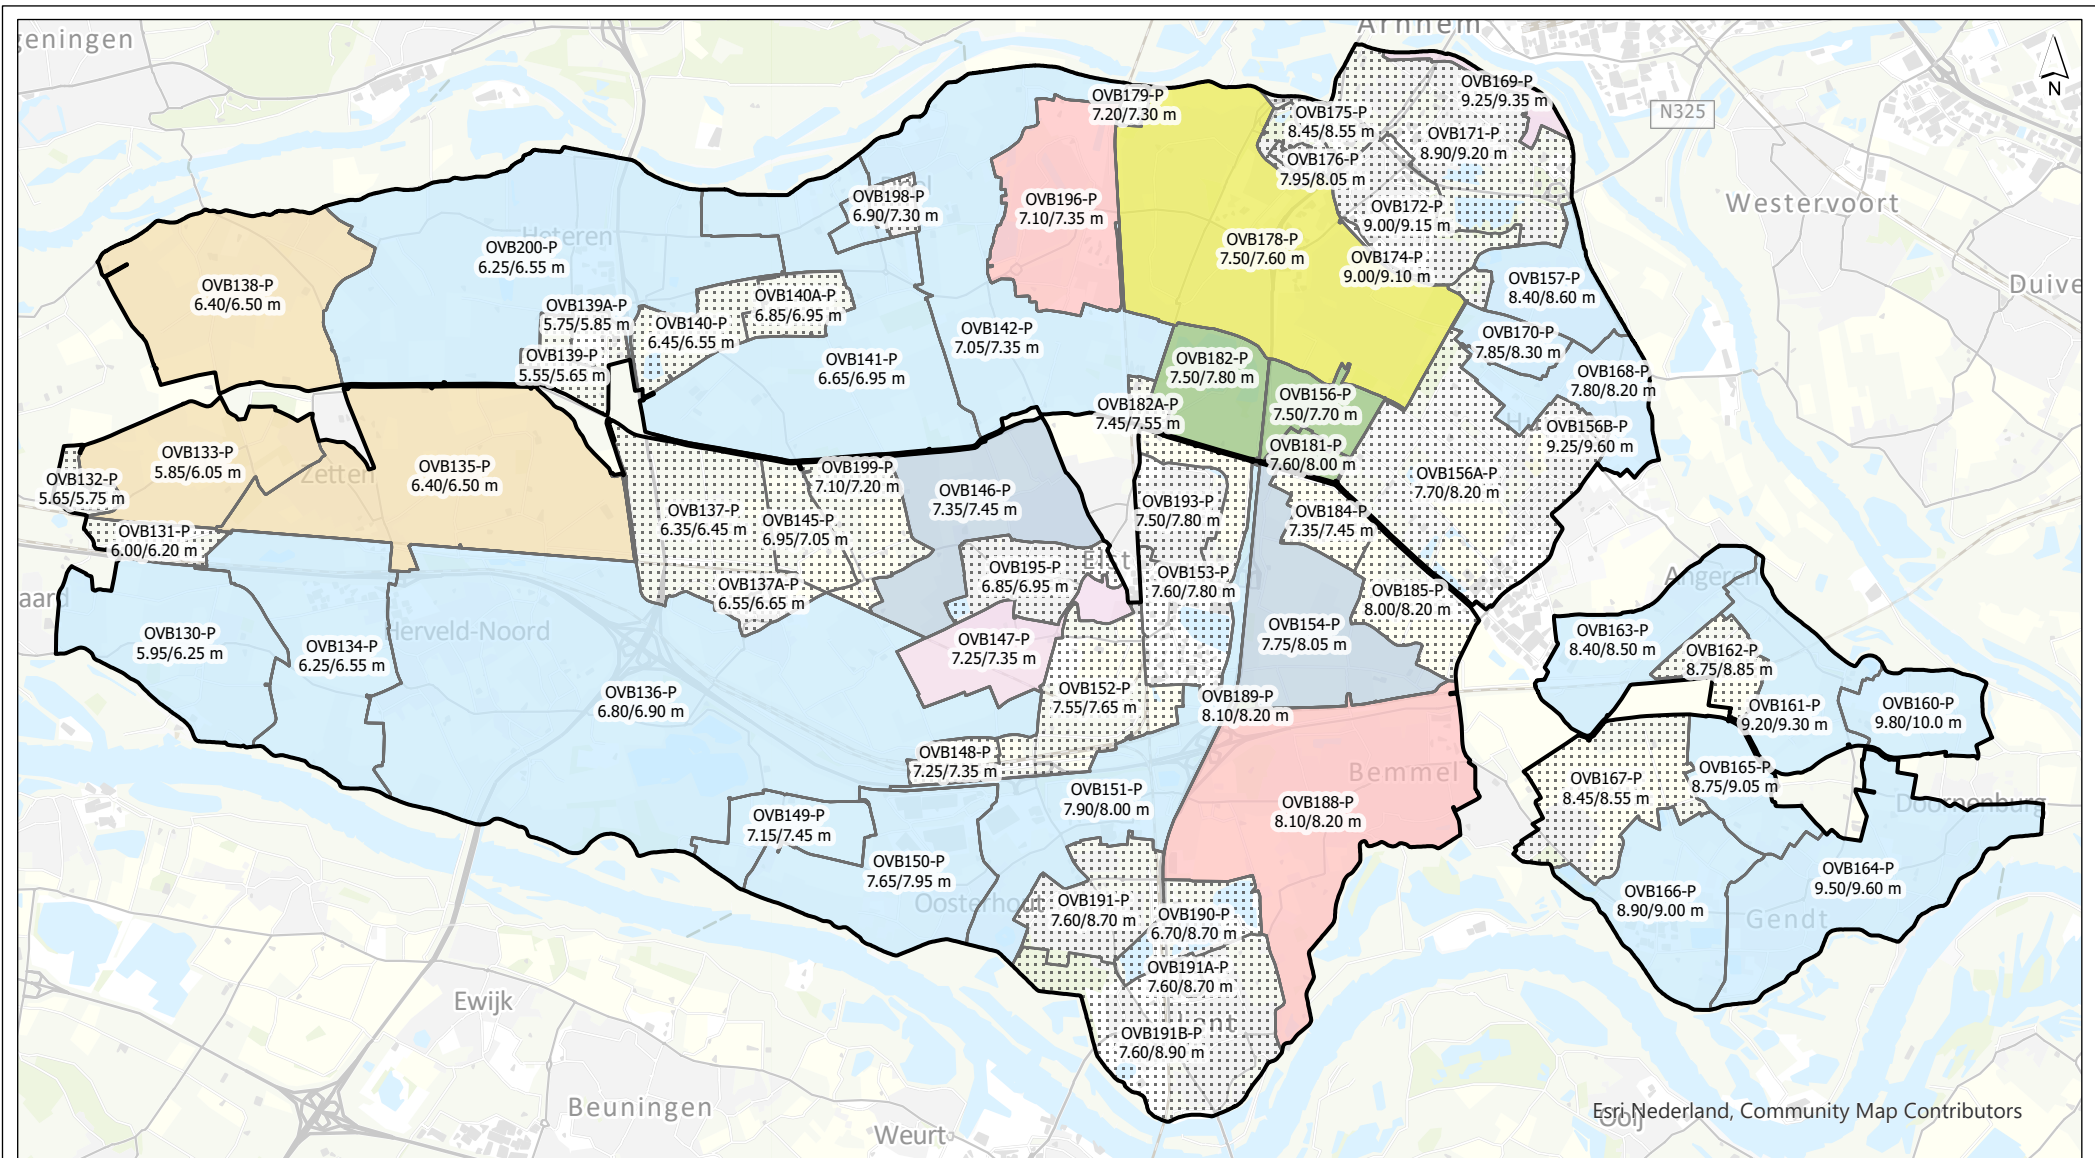 Arnhem
N325
N
Westervoort
OVB179-P
7.20/7.30 m
OVB169-P
9.25/9.35 m
OVB175-P
8.45/8.55 m
OVB171-P
8.90/9.20 m
OVB176-P
7.95/8.05 m
OVB198-P
6.90/7.30 m
OVB196-P
7.10/7.35 m
OVB172-P
9.00/9.15 m
Heteren
OVB200-P
6.25/6.55 m
OVB178-P
7.50/7.60 m
OVB174-P
9.00/9.10 m
OVB138-P
6.40/6.50 m
OVB157-P
8.40/8.60 m
OVB139A-P
5.75/5.85 m
OVB140A-P
6.85/6.95 m
OVB140-P
6.45/6.55 m
OVB142-P
7.05/7.35 m
OVB170-P
7.85/8.30 m
OVB139-P
5.55/5.65 m
OVB141-P
6.65/6.95 m
OVB182-P
7.50/7.80 m
OVB168-P
7.80/8.20 m
OVB156-P
7.50/7.70 m
OVB182A-P
7.45/7.55 m
OVB156B-P
9.25/9.60 m
OVB133-P
5.85/6.05 m
Zetten
OVB181-P
7.60/8.00 m
OVB135-P
6.40/6.50 m
OVB199-P
7.10/7.20 m
OVB156A-P
7.70/8.20 m
OVB132-P
5.65/5.75 m
OVB146-P
7.35/7.45 m
OVB193-P
7.50/7.80 m
OVB137-P
6.35/6.45 m
OVB145-P
6.95/7.05 m
OVB184-P
7.35/7.45 m
OVB131-P
6.00/6.20 m
Elst
OVB195-P
6.85/6.95 m
OVB153-P
7.60/7.80 m
Angeren
OVB137A-P
6.55/6.65 m
OVB185-P
8.00/8.20 m
OVB130-P
5.95/6.25 m
Herveld-Noord
OVB134-P
6.25/6.55 m
OVB147-P
7.25/7.35 m
OVB154-P
7.75/8.05 m
OVB163-P
8.40/8.50 m
OVB162-P
8.75/8.85 m
OVB136-P
6.80/6.90 m
OVB152-P
7.55/7.65 m
OVB189-P
8.10/8.20 m
OVB161-P
9.20/9.30 m
OVB160-P
9.80/10.0 m
OVB148-P
7.25/7.35 m
Bemmel
OVB167-P
8.45/8.55 m
OVB165-P
8.75/9.05 m
OVB151-P
7.90/8.00 m
OVB188-P
8.10/8.20 m
Doornenburg
OVB149-P
7.15/7.45 m
OVB150-P
7.65/7.95 m
OVB164-P
9.50/9.60 m
Oosterhout
OVB191-P
7.60/8.70 m
OVB190-P
6.70/8.70 m
OVB166-P
8.90/9.00 m
Gendt
OVB191A-P
7.60/8.70 m
Ewijk
OVB191B-P
7.60/8.90 m
Beuningen
Weurt
Ooij
Esri Nederland, Community Map Contributors